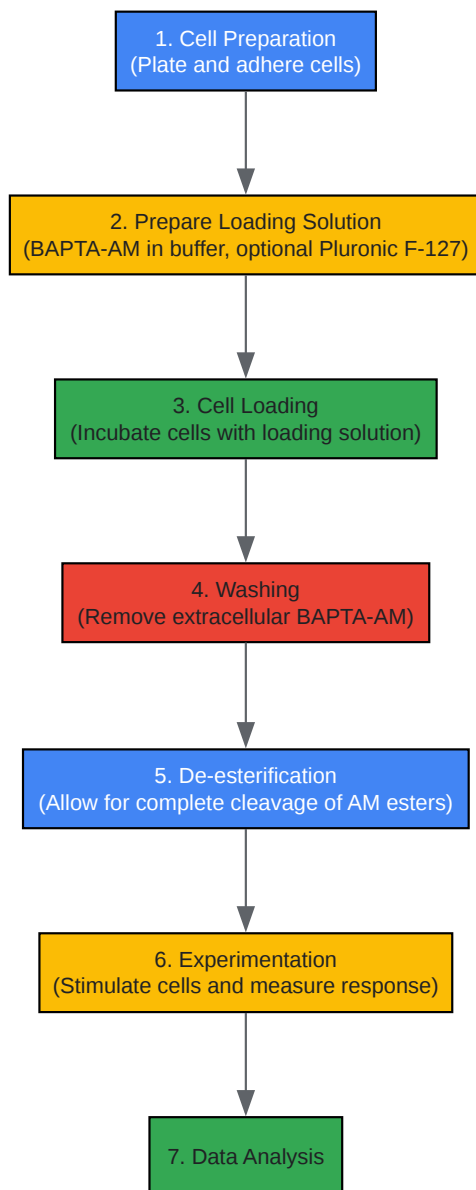 1. Cell Preparation
(Plate and adhere cells)
2. Prepare Loading Solution
(BAPTA-AM in buffer, optional Pluronic F-127)
3. Cell Loading
(Incubate cells with loading solution)
4. Washing
(Remove extracellular BAPTA-AM)
5. De-esterification
(Allow for complete cleavage of AM esters)
6. Experimentation
(Stimulate cells and measure response)
7. Data Analysis